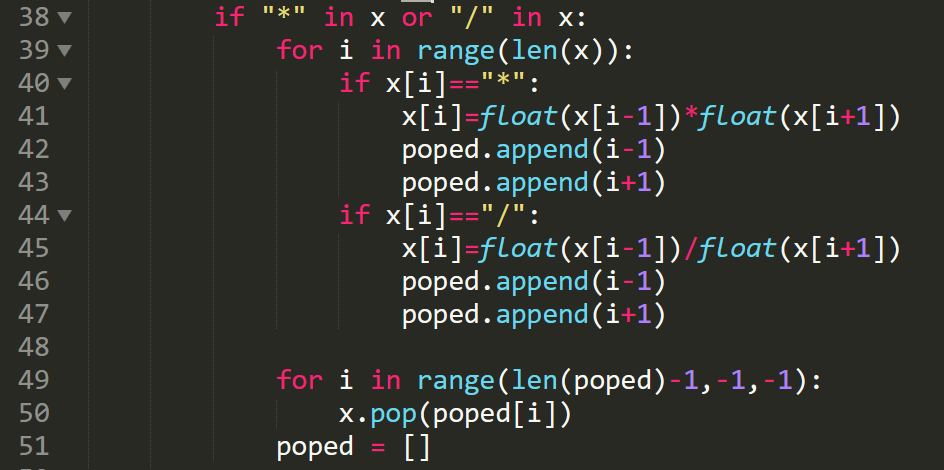 38 if "*" in x or "/" in x:
39 for i in range(len(x)):
40 if x[i]=="*":
41 x[i]=float(x[i-1])*float(x[i+1])
42 poped.append(i-1)
43 poped.append(i+1)
44 if x[i]=="/":
45 x[i]=float(x[i-1])/float(x[i+1])
46 poped.append(i-1)
47 poped.append(i+1)
48
49 for i in range(len(poped)-1,-1,-1):
50 x.pop(poped[i])
51 poped = []